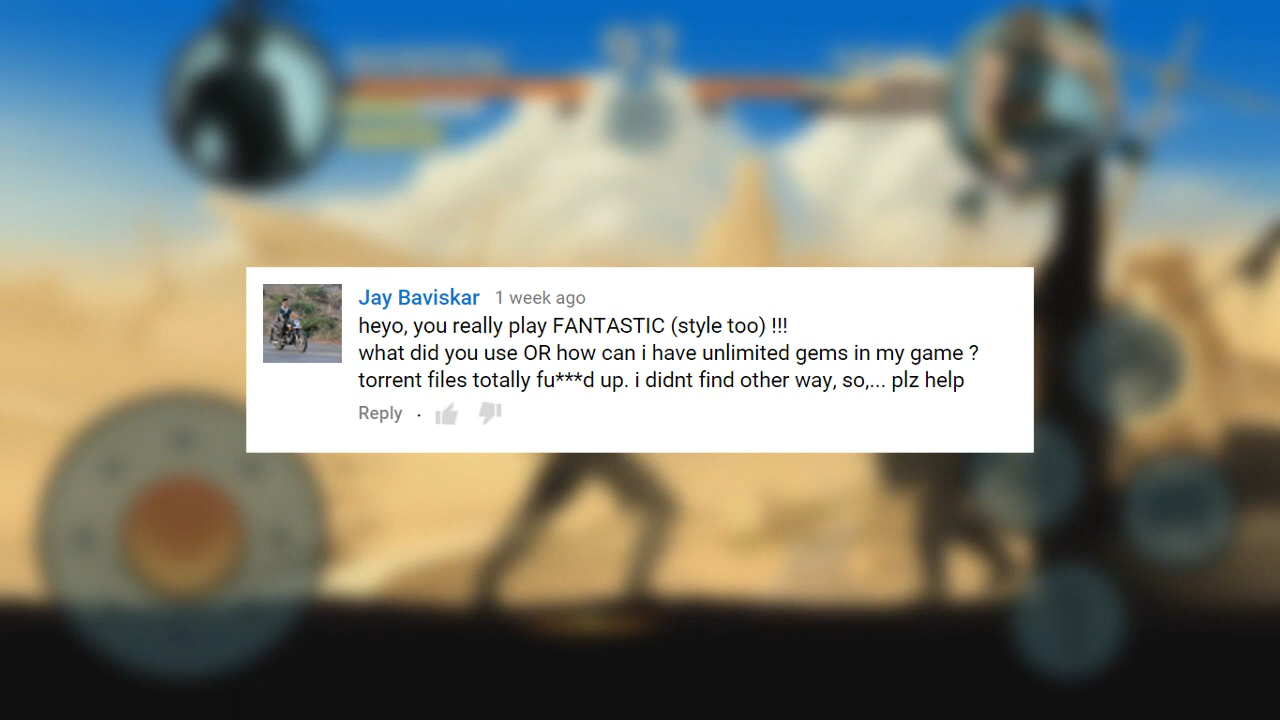 Jay Baviskar 1 week ago
heyo, you really play FANTASTIC (style too) !!!
what did you use OR how can i have unlimited gems in my game ?
torrent files totally fu***d up. i didnt find other way, so,... plz help
Reply ·